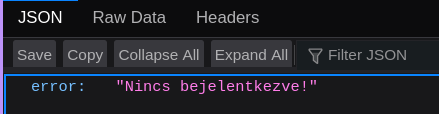 JSON Raw Data Headers
Save Copy Collapse All Expand All Filter JSON
error: "Nincs bejelentkezve!"